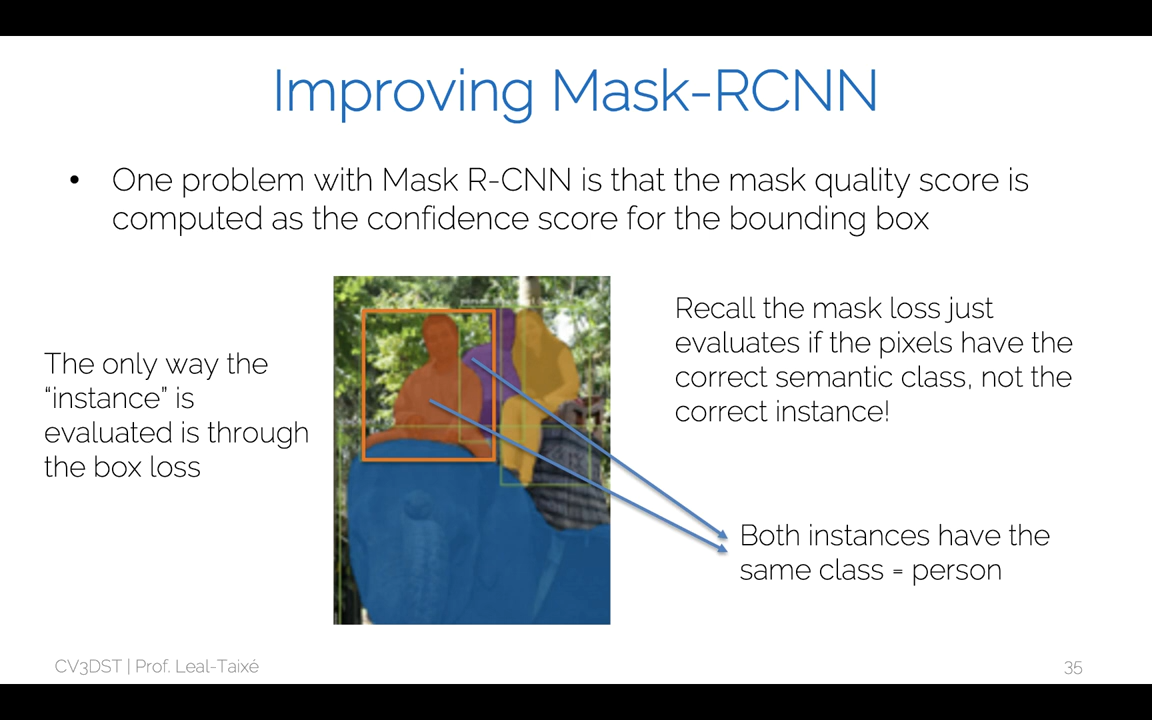 Improving Mask-RCNN
• One problem with Mask R-CNN is that the mask quality score is
computed as the confidence score for the bounding box
The only way the
“instance” is
evaluated is through
the box loss
Recall the mask loss just
evaluates if the pixels have the
correct semantic class, not the
correct instance!
Both instances have the
same class = person
CV3DST | Prof. Leal-Taixé
35